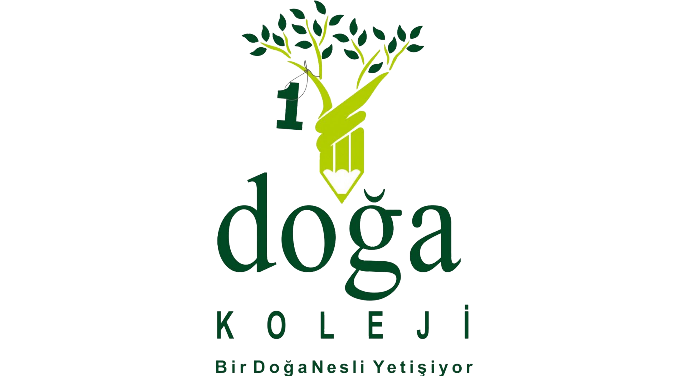 1
doğa
KOLEJİ
Bir DoğaNesli Yetişiyor